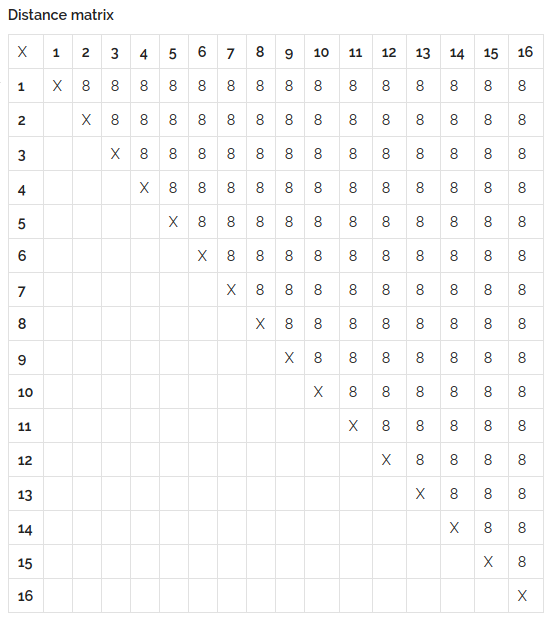 Distance matrix
X 1 2 3 4 5 6 7 8 9 10 11 12 13 14 15 16
1 X 8 8 8 8 8 8 8 8 8 8 8 8 8 8 8
2 X 8 8 8 8 8 8 8 8 8 8 8 8 8 8
3 X 8 8 8 8 8 8 8 8 8 8 8 8 8
4 X 8 8 8 8 8 8 8 8 8 8 8 8
5 X 8 8 8 8 8 8 8 8 8 8 8
6 X 8 8 8 8 8 8 8 8 8 8
7 X 8 8 8 8 8 8 8 8 8
8 X 8 8 8 8 8 8 8 8
9 X 8 8 8 8 8 8 8
10 X 8 8 8 8 8 8
11 X 8 8 8 8 8
12 X 8 8 8 8
13 X 8 8 8
14 X 8 8
15 X 8
16 X